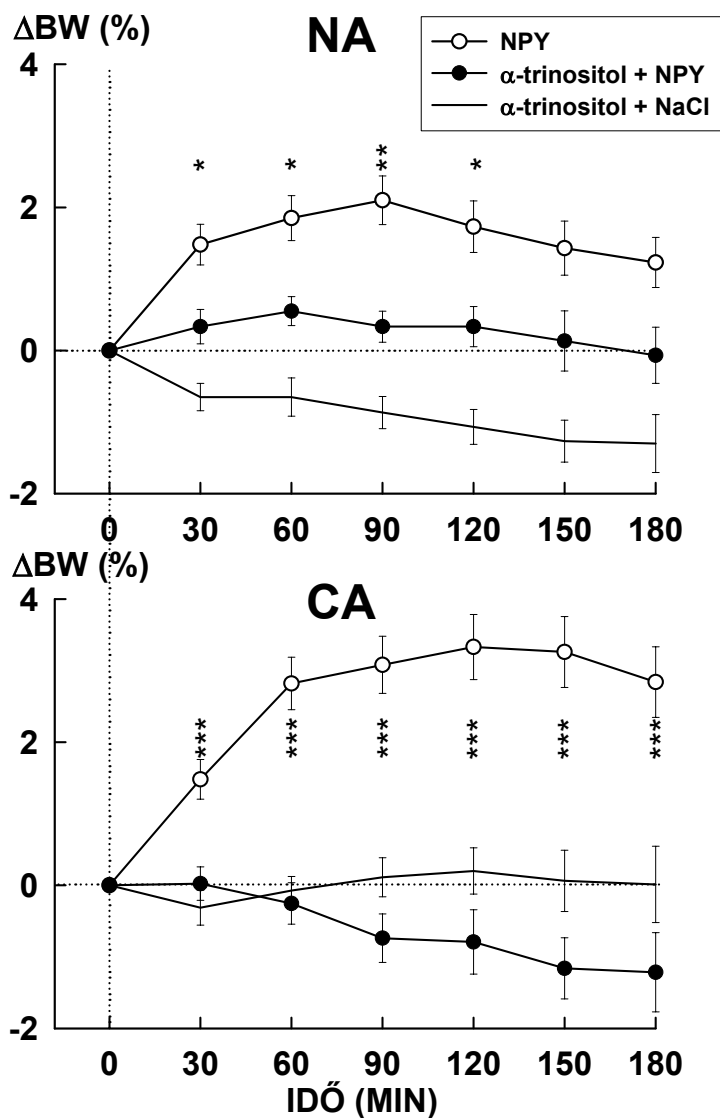 ΔBW (%)
NA
NPY
α-trinositol + NPY
α-trinositol + NaCl
4
* * ** *
2
0
-2
0 30 60 90 120 150 180
ΔBW (%)
CA
4
*** *** *** *** *** ***
2
0
-2
0 30 60 90 120 150 180
IDŐ (MIN)